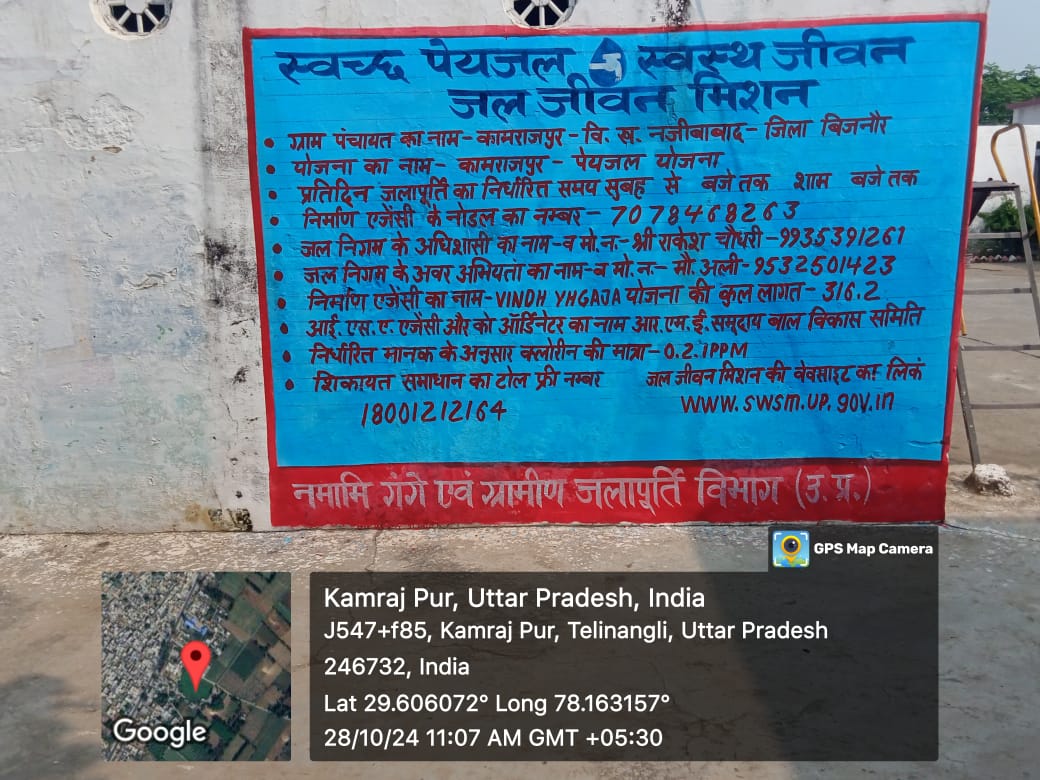 स्वच्छ पेयजल स्वस्थ जीवन
जल जीवन मिशन
• ग्राम पंचायत का नाम-कामराजपुर-वि. ख. नजीबाबाद- जिला बिजनौर
• योजना का नाम- कामराजपुर - पेयजल योजना
• प्रतिदिन जलापूर्ति का निर्धारित समय सुबह से बजे तक शाम बजे तक
• निर्माण एजेंसी के नोडल का नम्बर- 7078468263
• जल निगम के अधिशासी का नाम-व मो.न.-श्री राकेश चौधरी-9935391261
• जल निगम के अवर अभियता का नाम-व मो. न.- मौ. अली-9532501423
• निर्माण एजेंसी का नाम-VINDH YHGAJA योजना की कुल लागत- 316.2
• आई. एस. ए. एजेंसी और को ऑर्डिनेटर का नाम आर. एम. ई. समुदाय बाल विकास समिति
• निर्धारित मानक के अनुसार क्लोरीन की मात्रा-0.2.1PPM
• शिकायत समाधान का टोल फ्री नम्बर जल जीवन मिशन की वेबसाइट का लिकं
18001212164 www.swsm.up.gov.in
नमामि गंगे एवं ग्रामीण जलापूर्ति विभाग (उ.प्र.)
GPS Map Camera
Kamraj Pur, Uttar Pradesh, India
J547+f85, Kamraj Pur, Telinangli, Uttar Pradesh
246732, India
Lat 29.606072° Long 78.163157°
28/10/24 11:07 AM GMT +05:30
Google